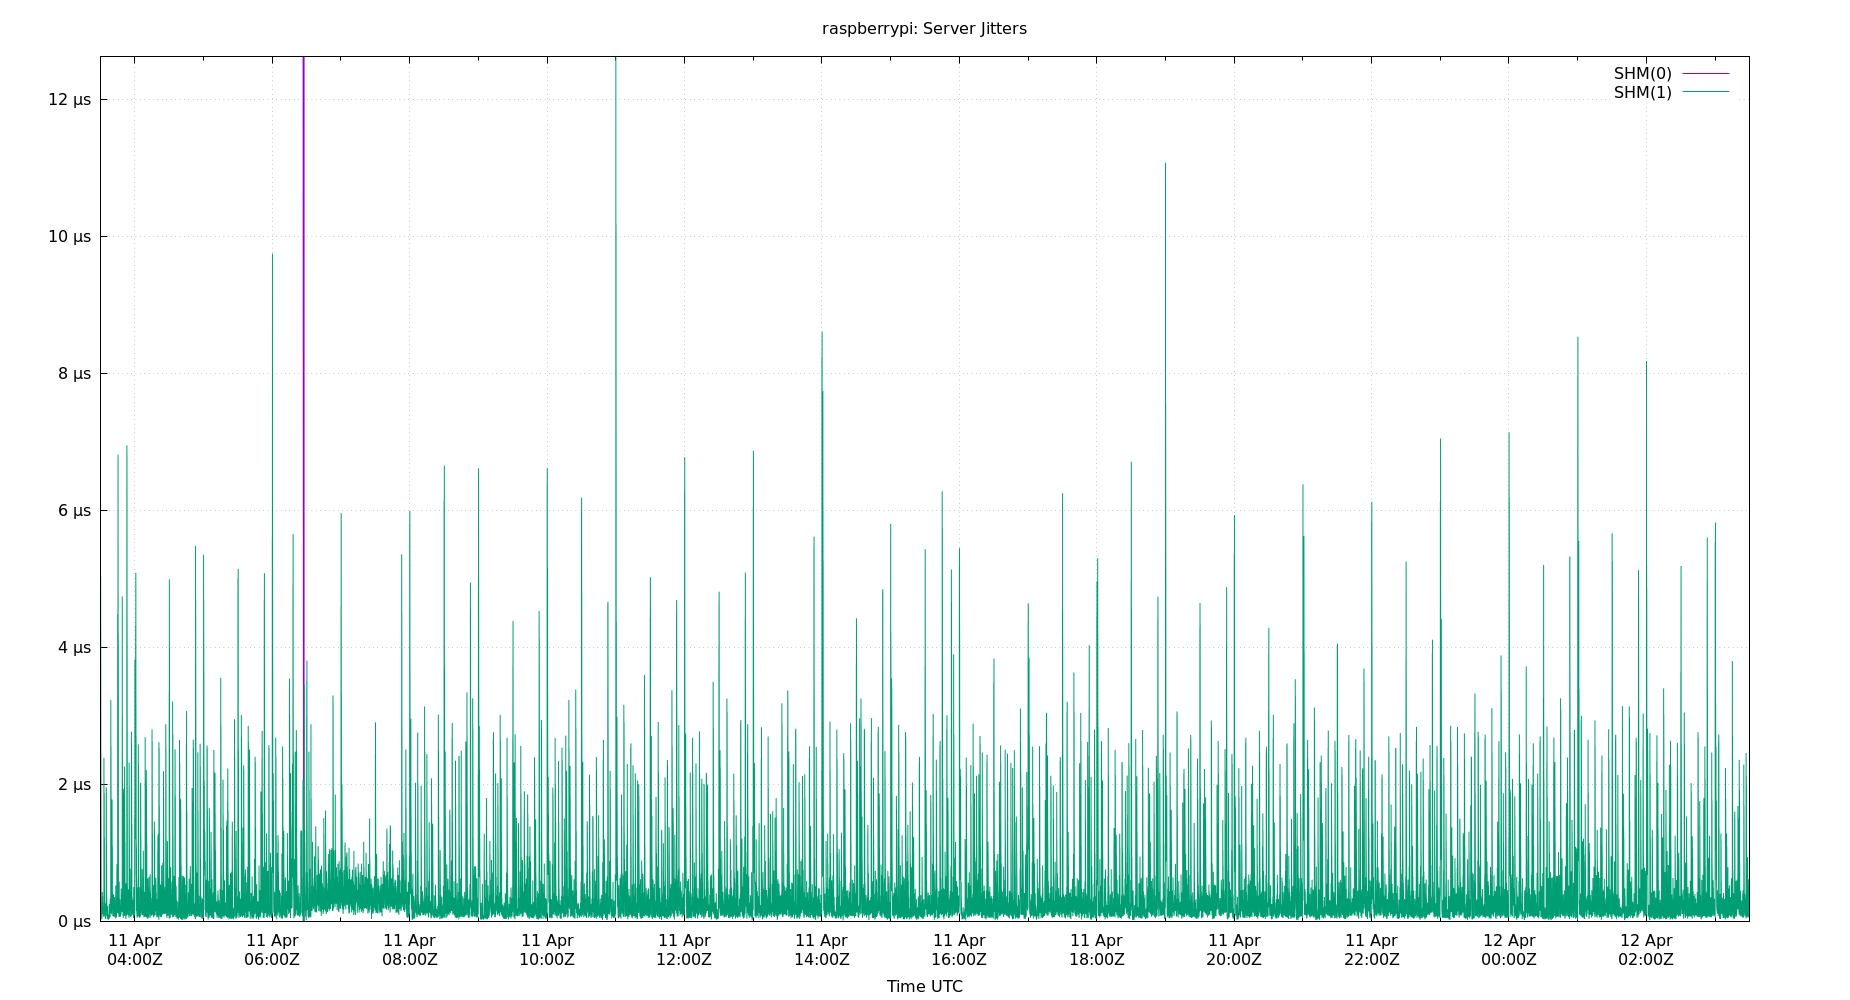 raspberrypi: Server Jitters
SHM(0)
SHM(1)
12 µs
10 µs
8 µs
6 µs
4 µs
2 µs
0 µs
11 Apr 11 Apr 11 Apr 11 Apr 11 Apr 11 Apr 11 Apr 11 Apr 11 Apr 11 Apr 12 Apr 12 Apr
04:00Z 06:00Z 08:00Z 10:00Z 12:00Z 14:00Z 16:00Z 18:00Z 20:00Z 22:00Z 00:00Z 02:00Z
Time UTC